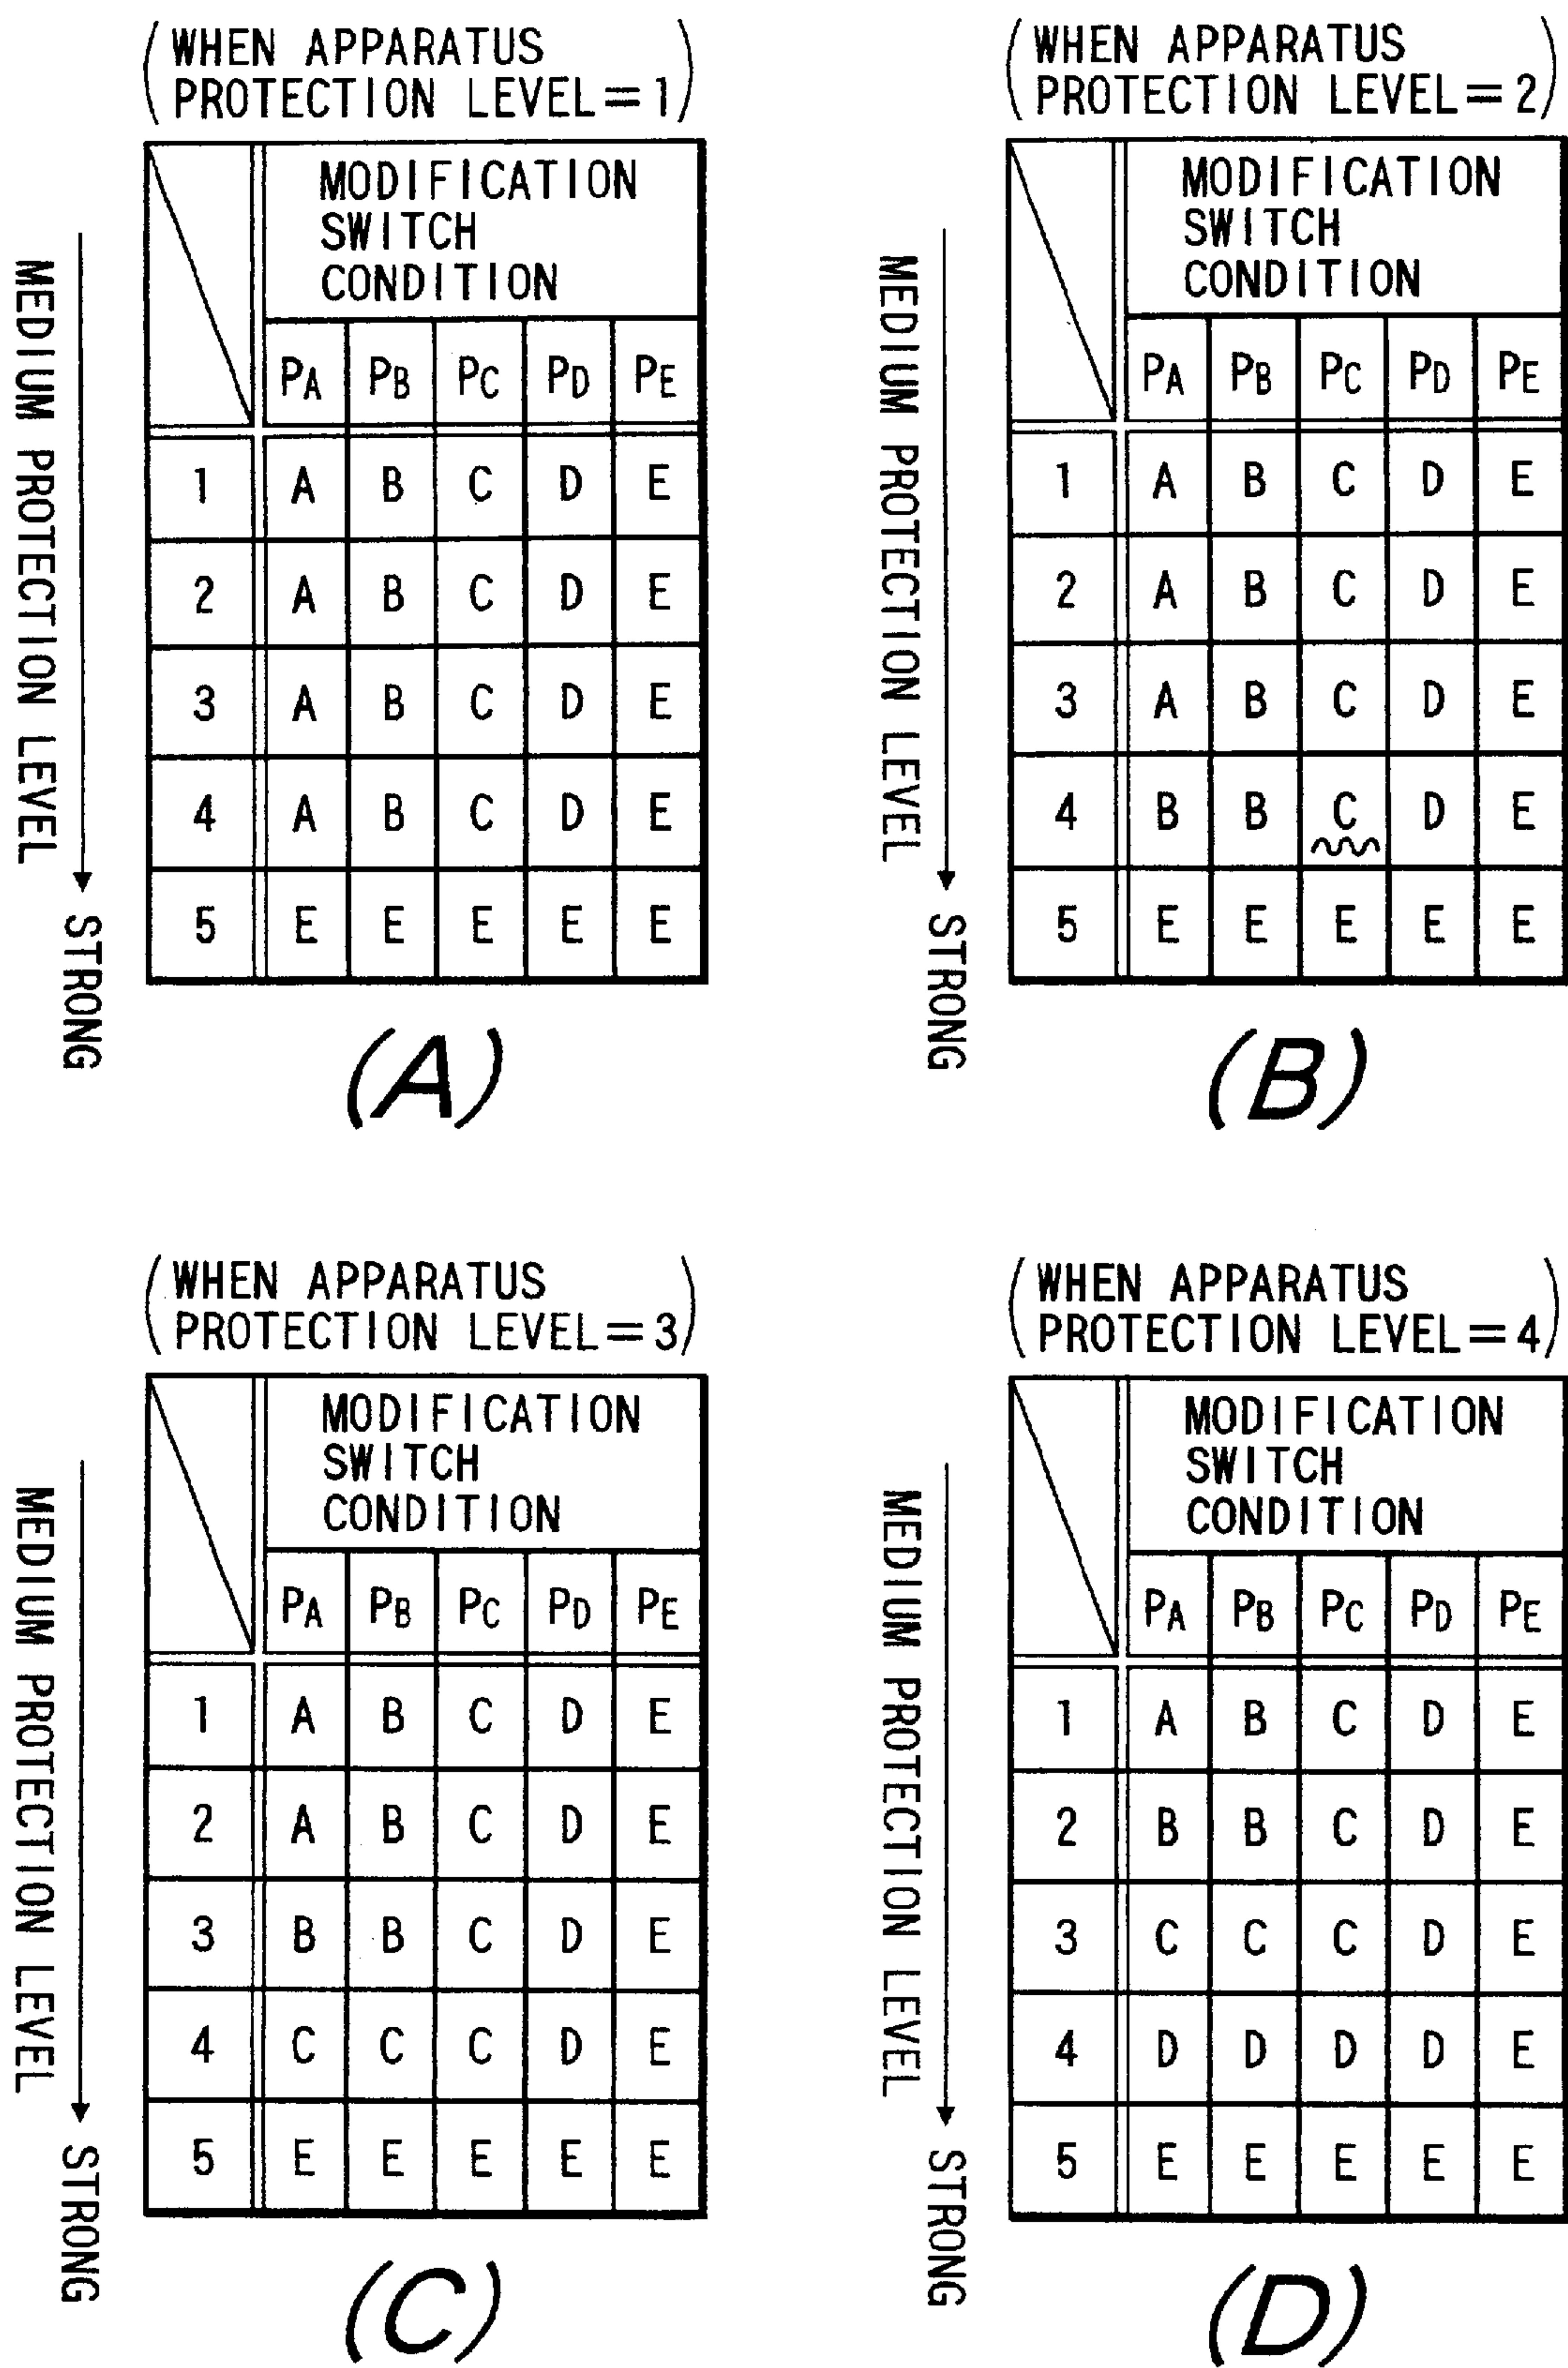 (WHEN APPARATUS
PROTECTION LEVEL=1)
MODIFICATION
SWITCH
CONDITION
PA PB PC PD PE
1 A B C D E
2 A B C D E
3 A B C D E
4 A B C D E
5 E E E E E
MEDIUM PROTECTION LEVEL
STRONG
(A)
(WHEN APPARATUS
PROTECTION LEVEL=2)
MODIFICATION
SWITCH
CONDITION
PA PB PC PD PE
1 A B C D E
2 A B C D E
3 A B C D E
4 B B C D E
5 E E E E E
MEDIUM PROTECTION LEVEL
STRONG
(B)
(WHEN APPARATUS
PROTECTION LEVEL=3)
MODIFICATION
SWITCH
CONDITION
PA PB PC PD PE
1 A B C D E
2 A B C D E
3 B B C D E
4 C C C D E
5 E E E E E
MEDIUM PROTECTION LEVEL
STRONG
(C)
(WHEN APPARATUS
PROTECTION LEVEL=4)
MODIFICATION
SWITCH
CONDITION
PA PB PC PD PE
1 A B C D E
2 B B C D E
3 C C C D E
4 D D D D E
5 E E E E E
MEDIUM PROTECTION LEVEL
STRONG
(D)